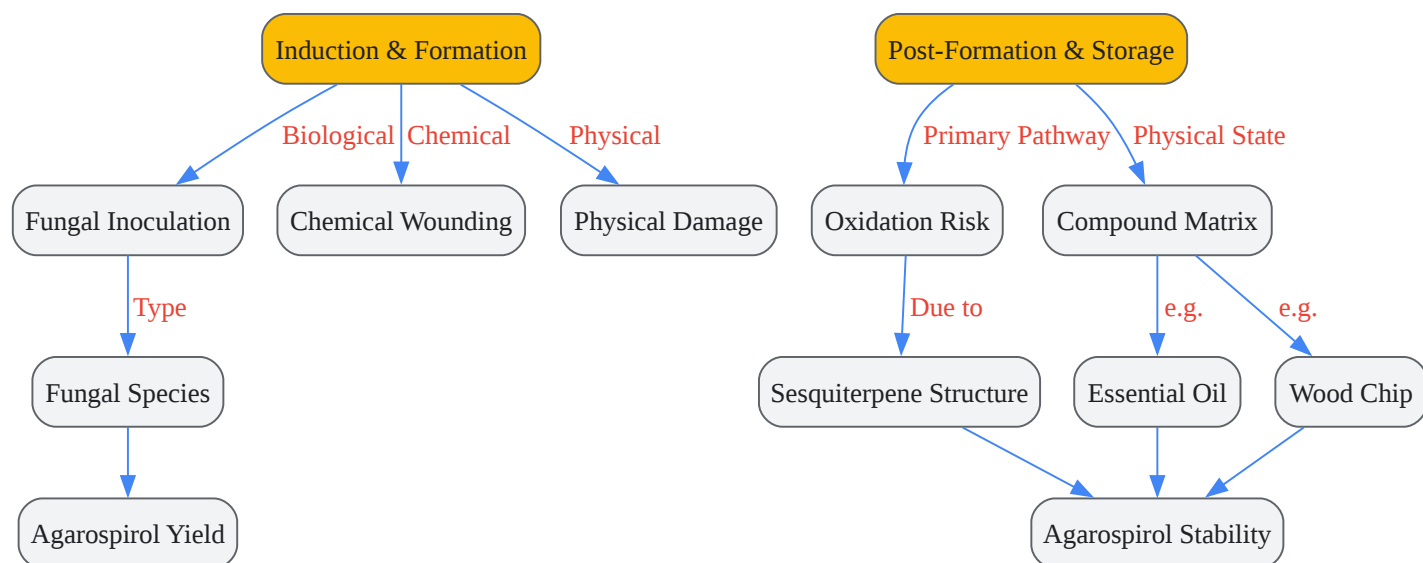 Induction & Formation
Post-Formation & Storage
Biological
Chemical
Physical
Primary Pathway
Physical State
Fungal Inoculation
Chemical Wounding
Physical Damage
Oxidation Risk
Compound Matrix
Type
Due to
e.g.
e.g.
Fungal Species
Sesquiterpene Structure
Essential Oil
Wood Chip
Agarospirol Yield
Agarospirol Stability